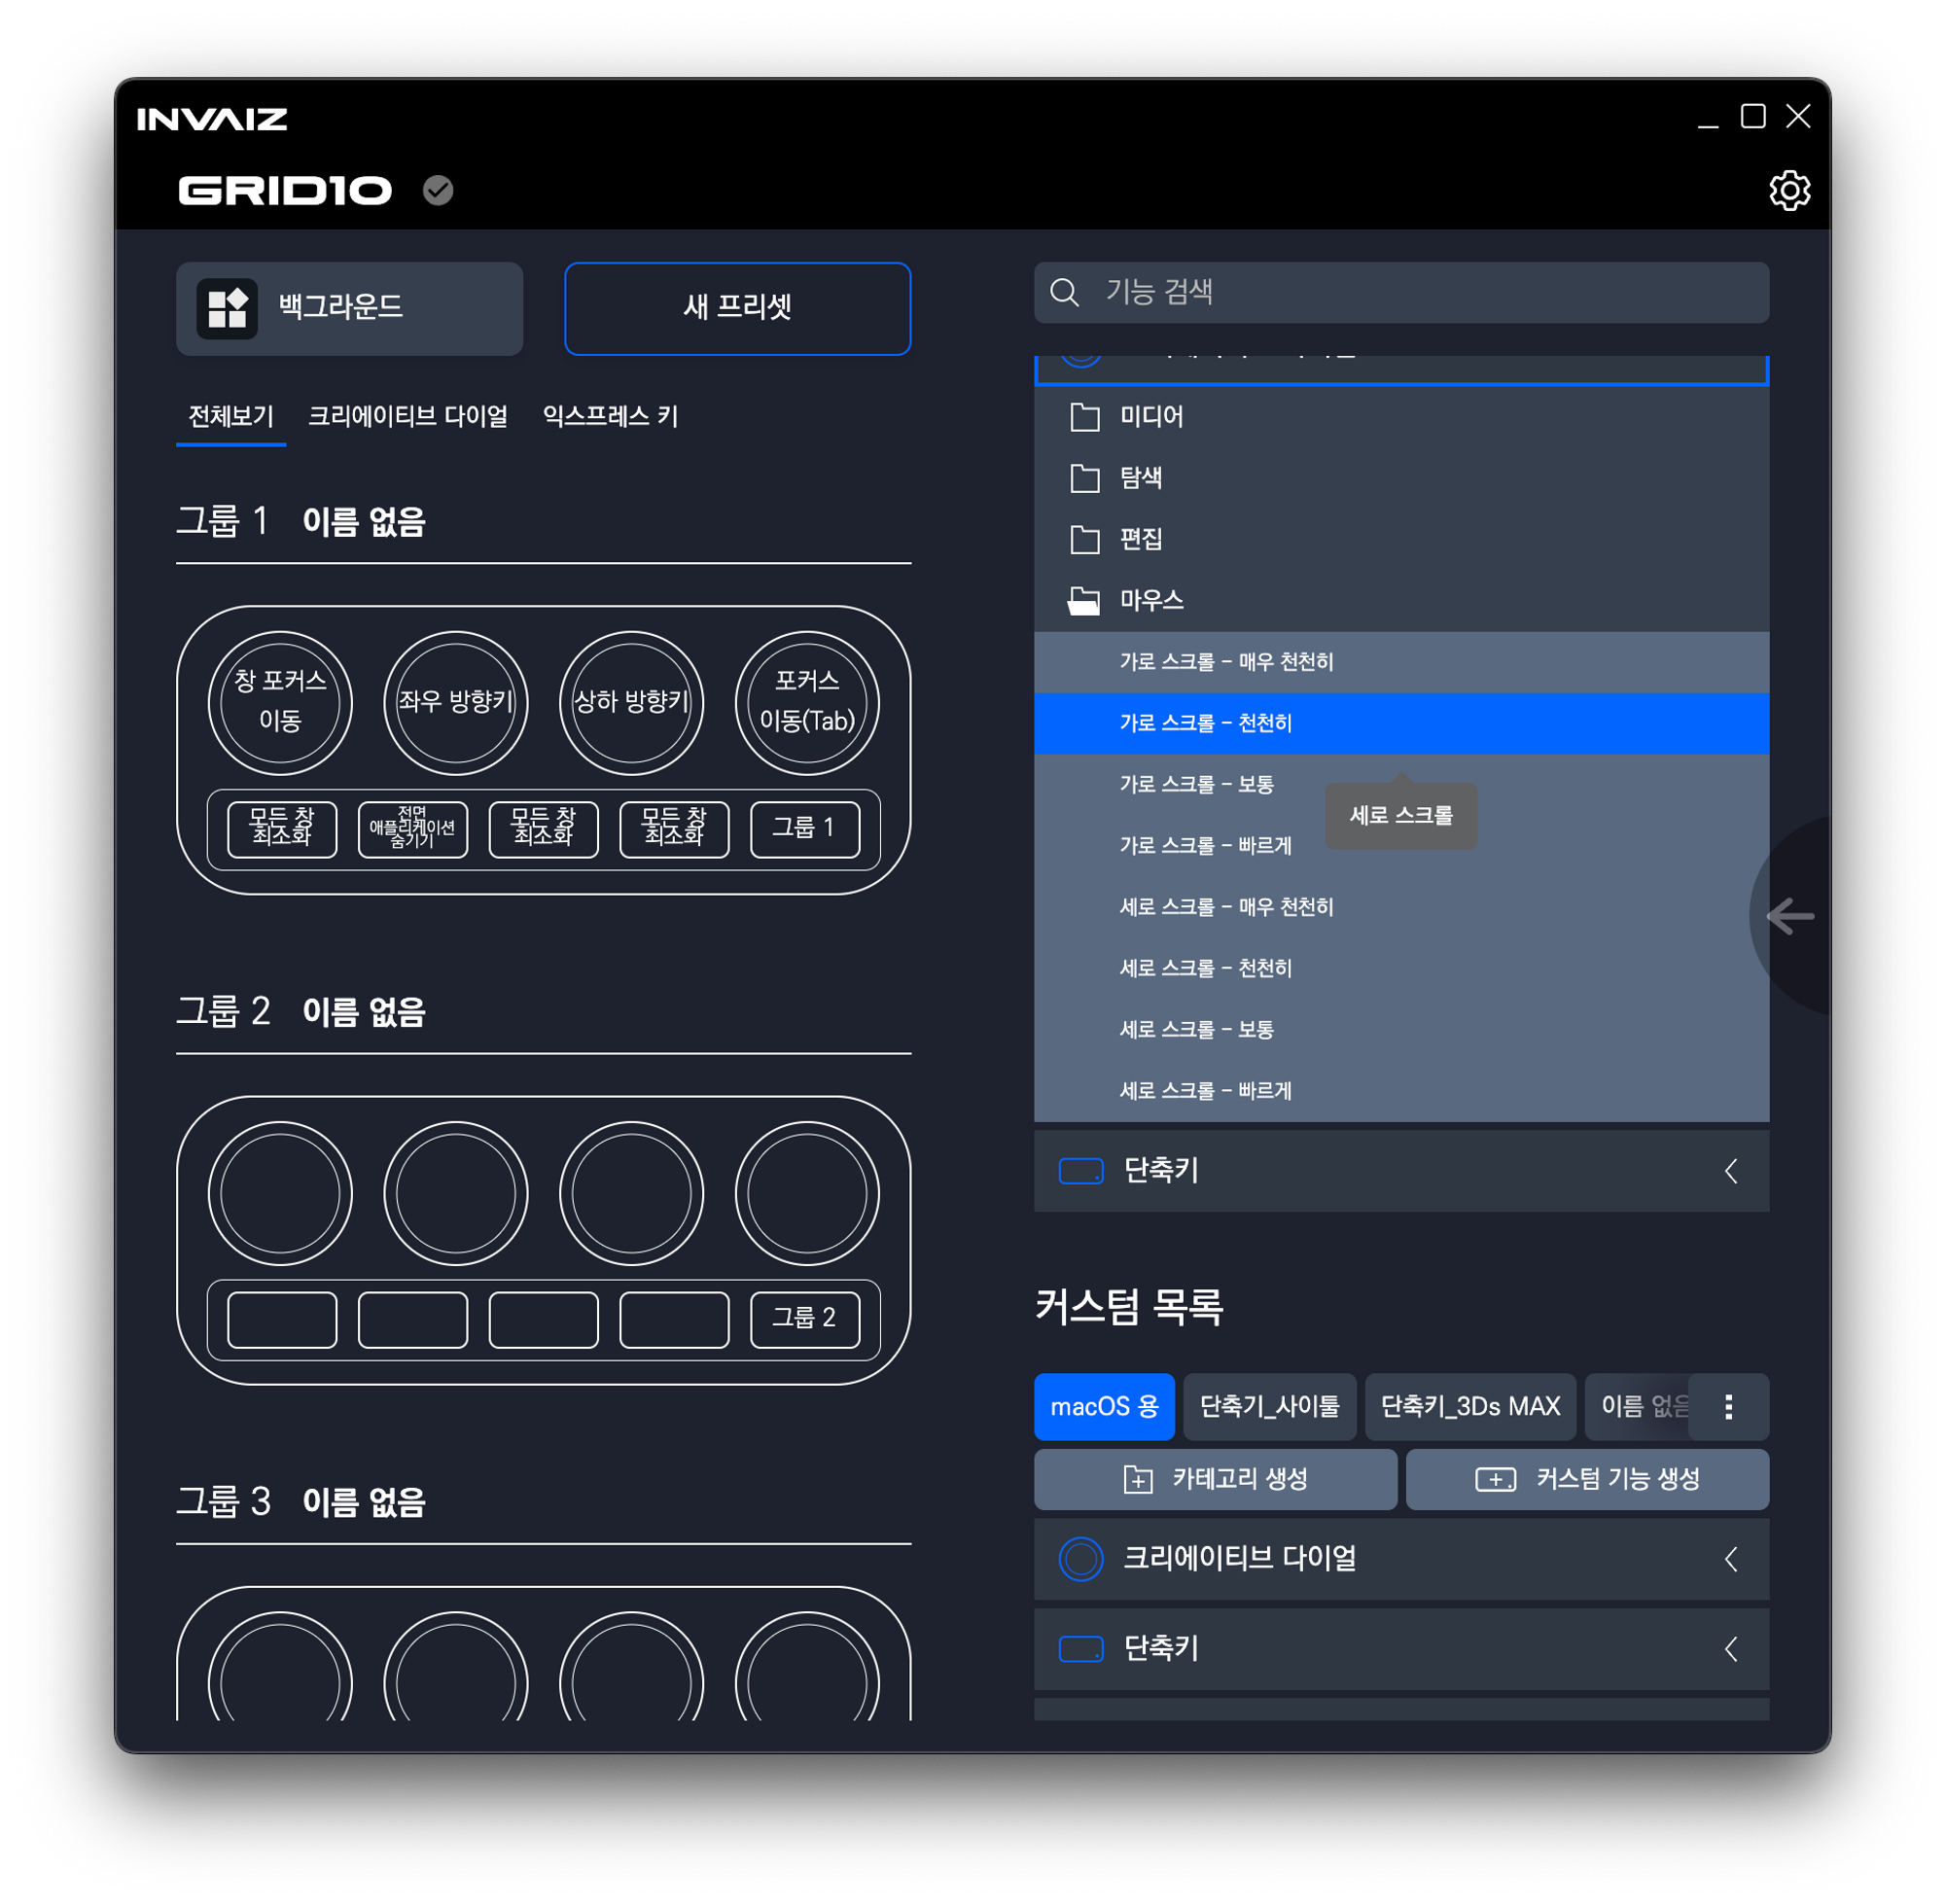 INVAIZ
GRID10
백그라운드
새 프리셋
전체보기 크리에이티브 다이얼 익스프레스 키
그룹 1 이름 없음
창 포커스
이동
좌우 방향키
상하 방향키
포커스
이동(Tab)
모든 창
최소화
전면
애플리케이션
숨기기
모든 창
최소화
모든 창
최소화
그룹 1
그룹 2 이름 없음
그룹 2
그룹 3 이름 없음
기능 검색
미디어
탐색
편집
마우스
가로 스크롤 - 매우 천천히
가로 스크롤 - 천천히
가로 스크롤 - 보통
세로 스크롤
가로 스크롤 - 빠르게
세로 스크롤 - 매우 천천히
세로 스크롤 - 천천히
세로 스크롤 - 보통
세로 스크롤 - 빠르게
단축키
커스텀 목록
macOS 용 단축기_사이툴 단축키_3Ds MAX 이름 없음
카테고리 생성 커스텀 기능 생성
크리에이티브 다이얼
단축키